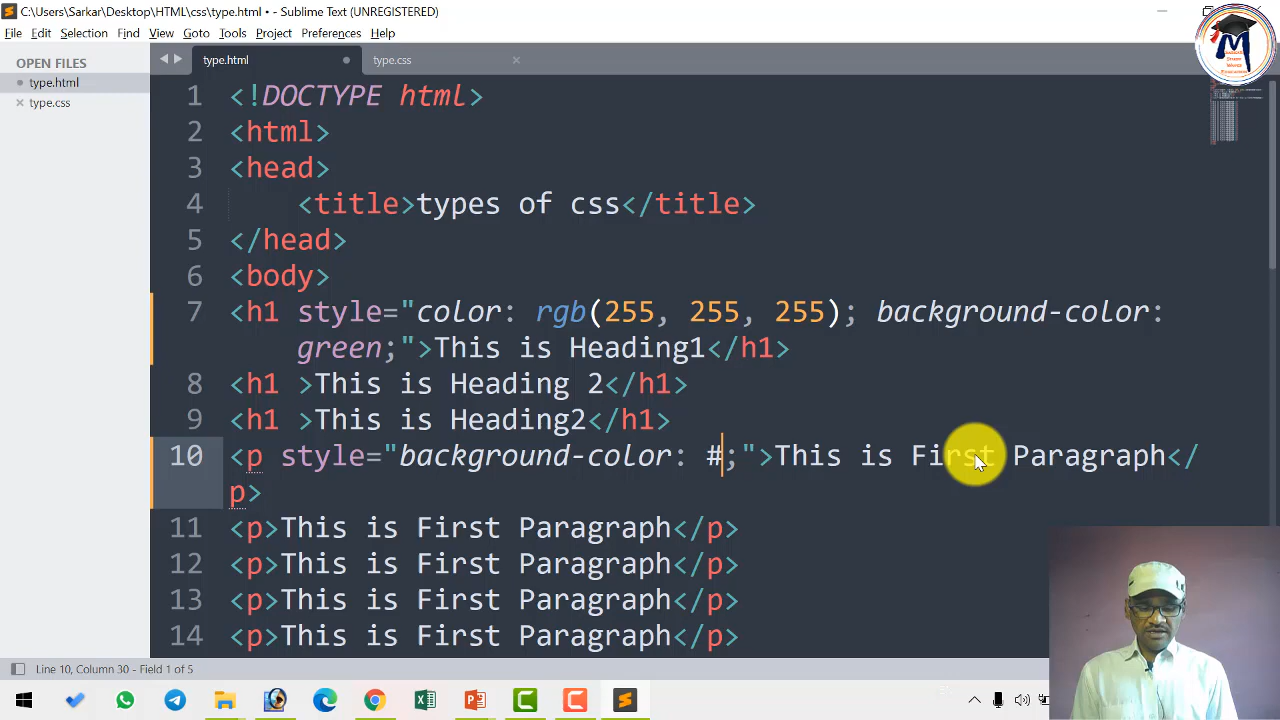 C:\Users\Sarkar\Desktop\HTML\css\type.html • - Sublime Text (UNREGISTERED)
File Edit Selection Find View Goto Tools Project Preferences Help
OPEN FILES
type.html
type.css
type.html
type.css
1 <!DOCTYPE html>
2 <html>
3 <head>
4 <title>types of css</title>
5 </head>
6 <body>
7 <h1 style="color: rgb(255, 255, 255); background-color:
green;">This is Heading1</h1>
8 <h1 >This is Heading 2</h1>
9 <h1 >This is Heading2</h1>
10 <p style="background-color: #;">This is First Paragraph</
p>
11 <p>This is First Paragraph</p>
12 <p>This is First Paragraph</p>
13 <p>This is First Paragraph</p>
14 <p>This is First Paragraph</p>
Line 10, Column 30 - Field 1 of 5